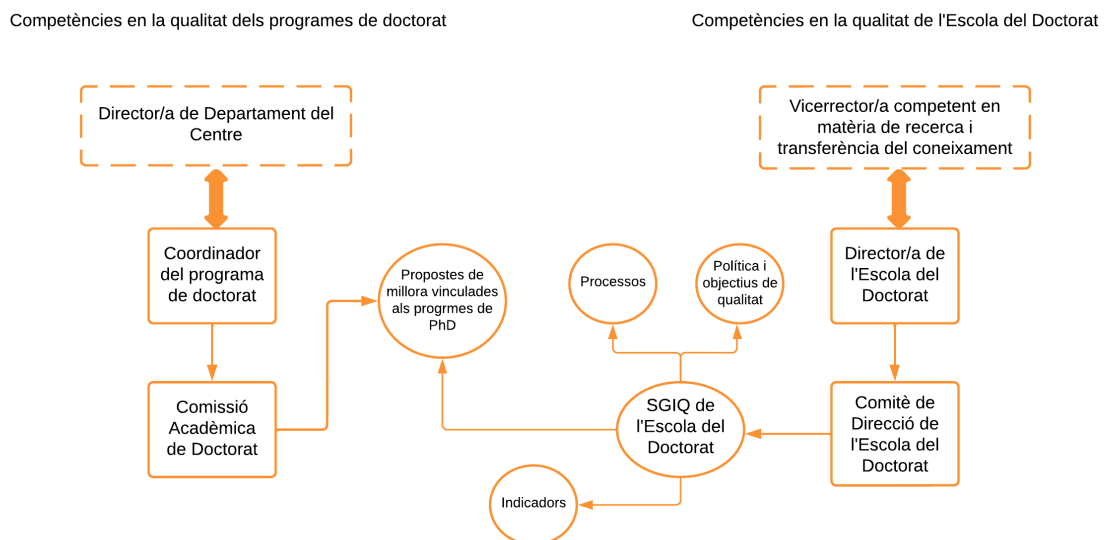 Competències en la qualitat dels programes de doctorat
Competències en la qualitat de l'Escola del Doctorat
Director/a de Departament del
Centre
Vicerrector/a competent en
matèria de recerca i
transferència del coneixament
Coordinador
del programa
de doctorat
Propostes de
millora vinculades
als progrmes de
PhD
Processos
Política i
objectius de
qualitat
Director/a de
l'Escola del
Doctorat
Comissió
Acadèmica
de Doctorat
SGIQ de
l'Escola del
Doctorat
Comitè de
Direcció de
l'Escola del
Doctorat
Indicadors